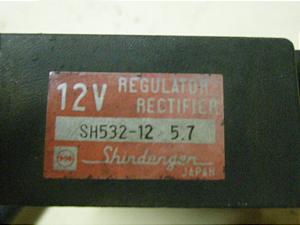 12V REGULATOR
RECTIFIER
SH532-12 5.7
Shindengen
JAPAN